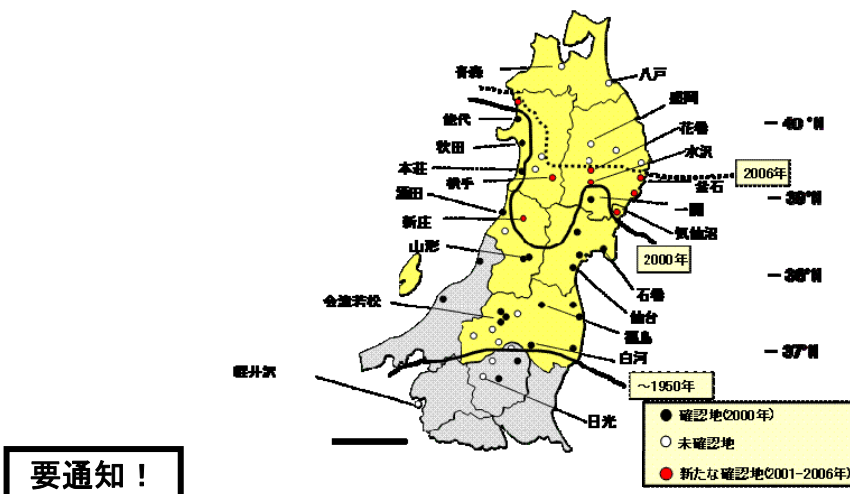 青森
八戸
盛岡
能代
花巻
― 40°N
秋田
水沢
本荘
横手
釜石
2006年
酒田
― 39°N
一関
新庄
気仙沼
山形
2000年
― 38°N
石巻
会津若松
仙台
福島
白河
― 37°N
軽井沢
～1950年
日光
● 確認地(2000年)
○ 未確認地
● 新たな確認地(2001-2006年)
要通知！